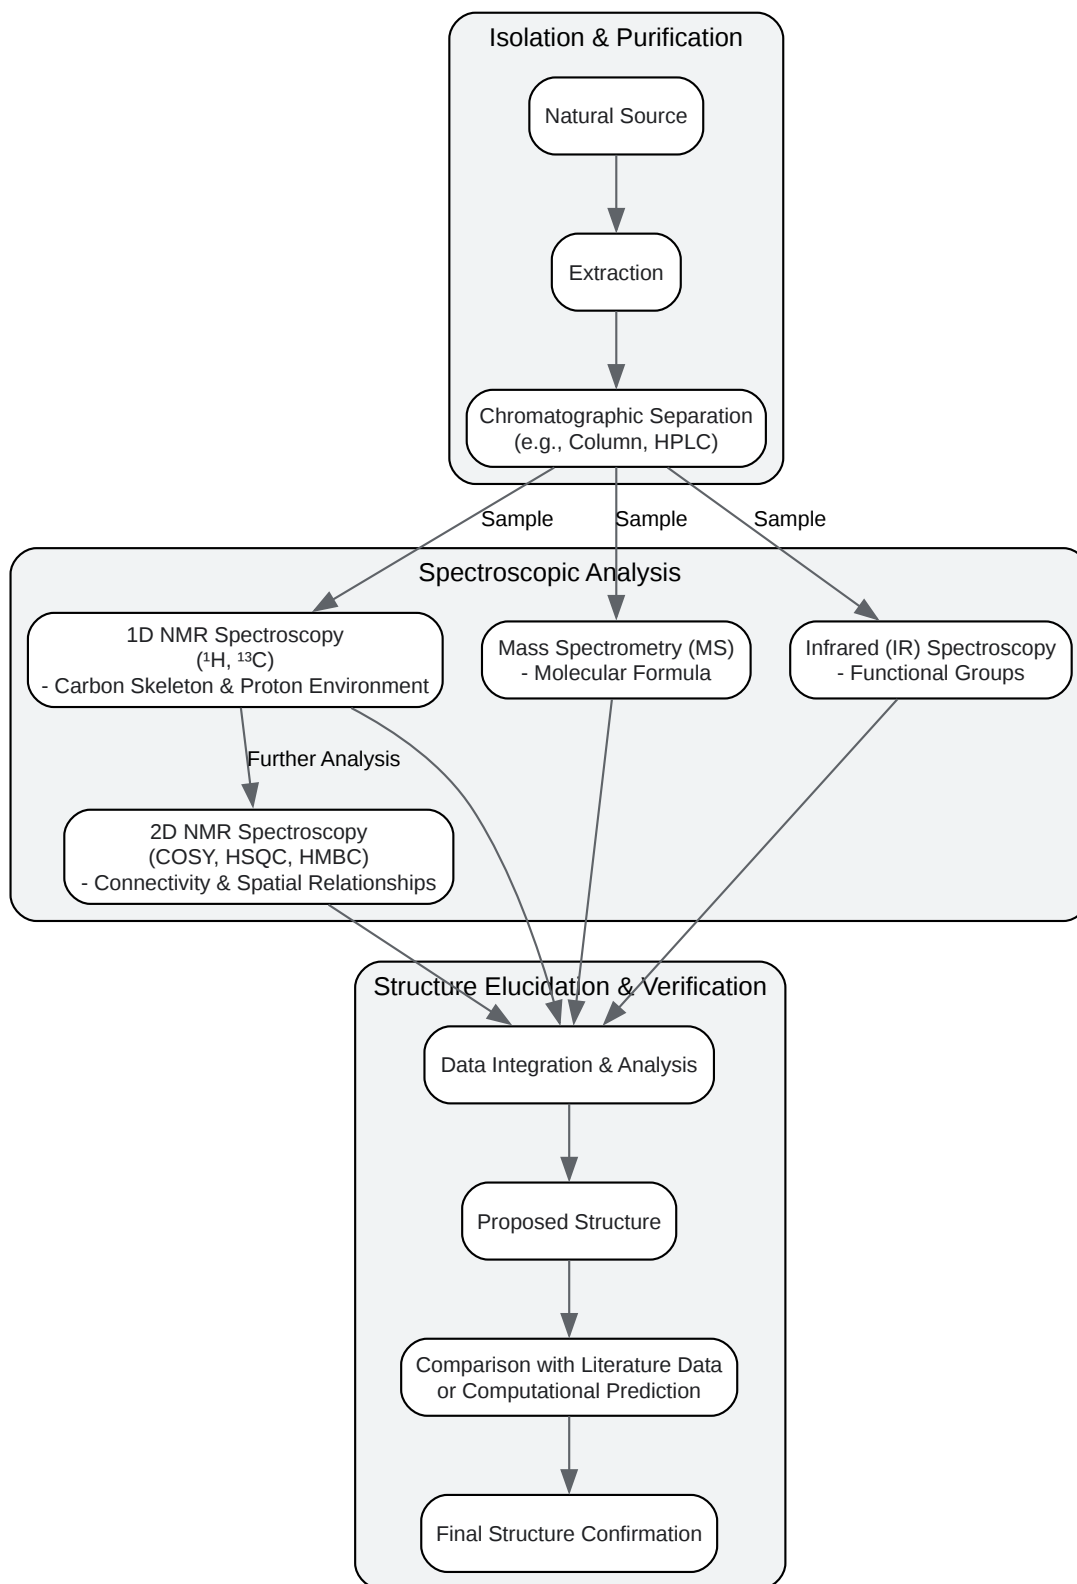 Isolation & Purification
Natural Source
Extraction
Chromatographic Separation
(e.g., Column, HPLC)
Sample
Sample
Sample
Spectroscopic Analysis
1D NMR Spectroscopy
(¹H, ¹³C)
- Carbon Skeleton & Proton Environment
Mass Spectrometry (MS)
- Molecular Formula
Infrared (IR) Spectroscopy
- Functional Groups
Further Analysis
2D NMR Spectroscopy
(COSY, HSQC, HMBC)
- Connectivity & Spatial Relationships
Structure Elucidation & Verification
Data Integration & Analysis
Proposed Structure
Comparison with Literature Data
or Computational Prediction
Final Structure Confirmation